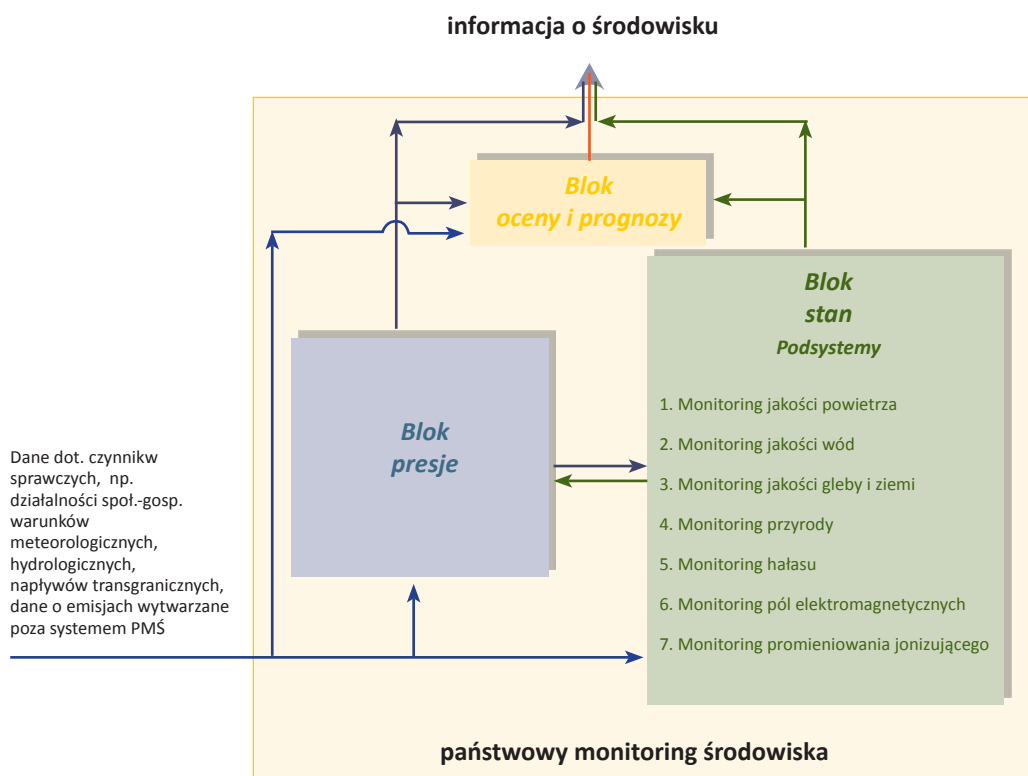 informacja o środowisku
Blok
oceny i prognozy
Blok
stan
Podsystemy
1. Monitoring jakości powietrza
2. Monitoring jakości wód
3. Monitoring jakości gleby i ziemi
4. Monitoring przyrody
5. Monitoring hałasu
6. Monitoring pól elektromagnetycznych
7. Monitoring promieniowania jonizującego
Blok
presje
Dane dot. czynnikw
sprawczych, np.
działalności społ.-gosp.
warunków
meteorologicznych,
hydrologicznych,
napływów transgranicznych,
dane o emisjach wytwarzane
poza systemem PMŚ
państwowy monitoring środowiska